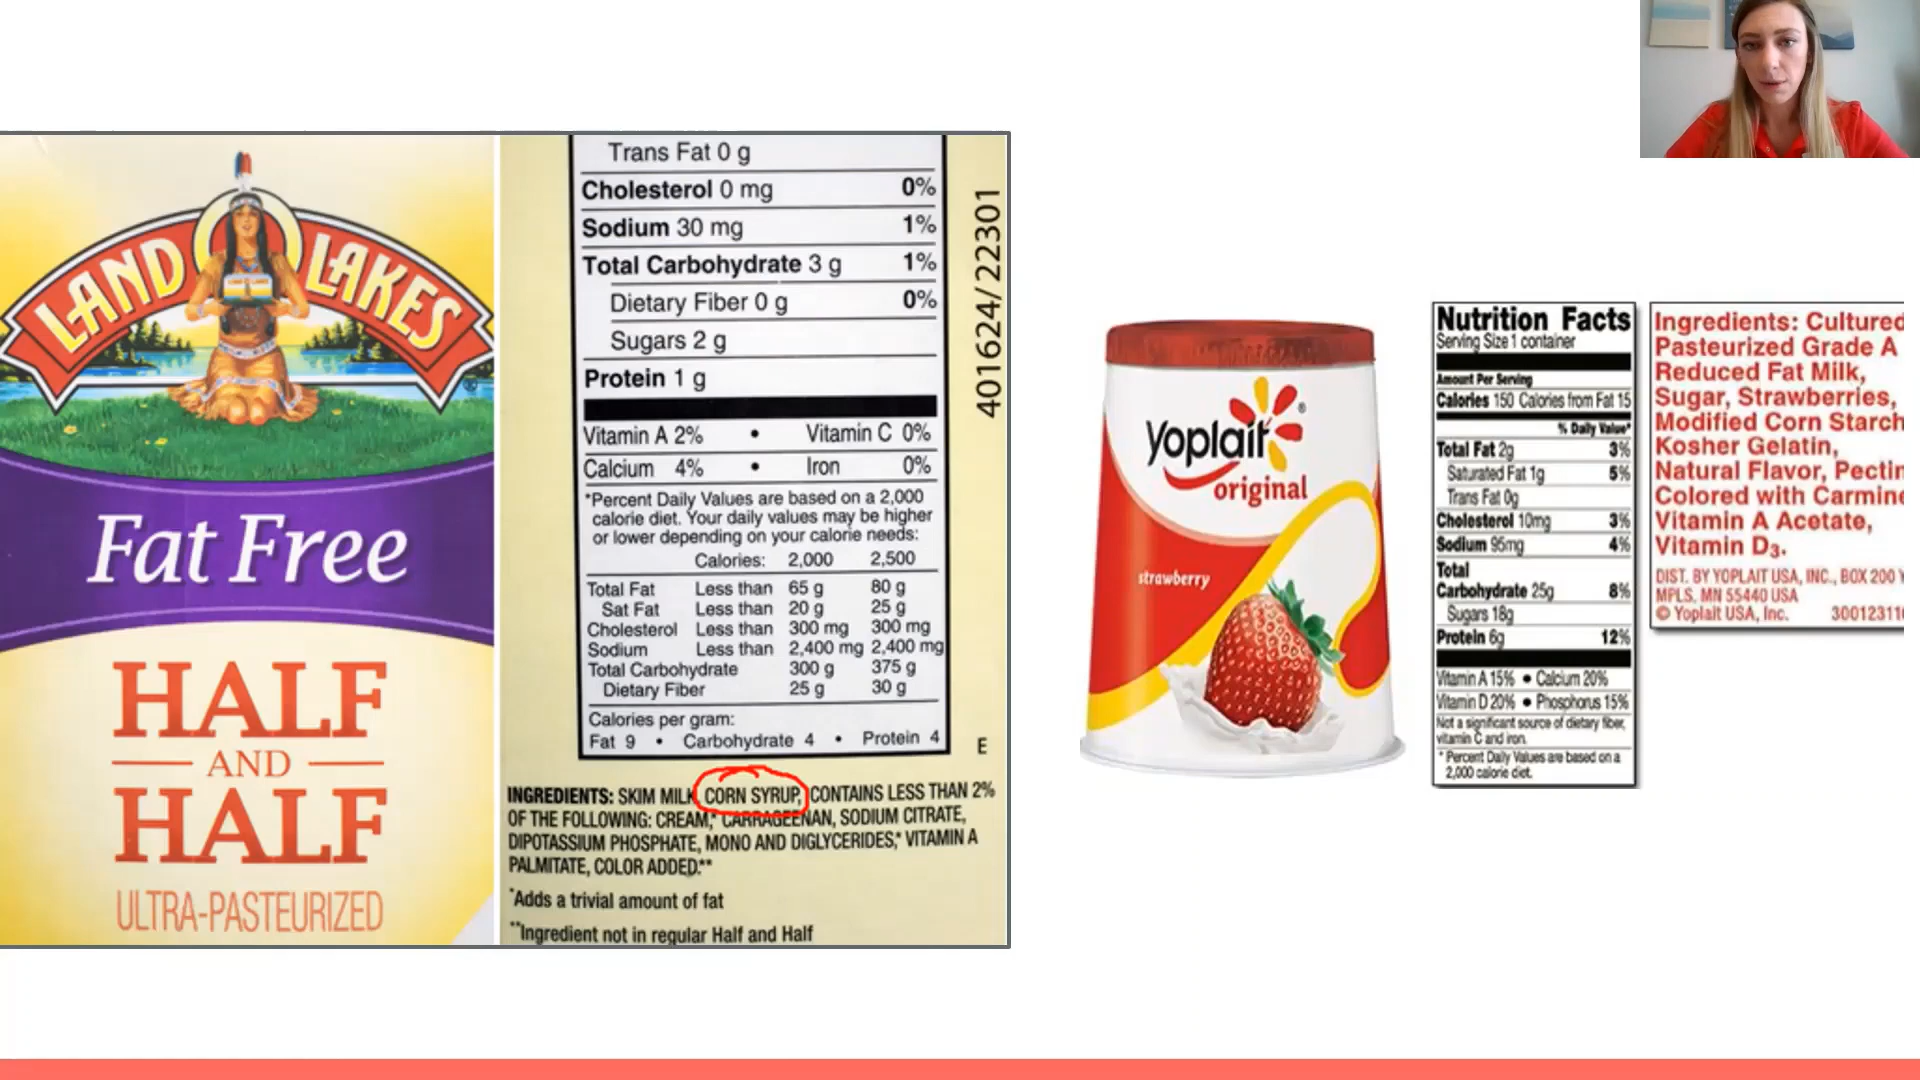 LAND O LAKES
Fat Free
HALF
AND
HALF
ULTRA-PASTEURIZED
Trans Fat 0 g
Cholesterol 0 mg 0%
Sodium 30 mg 1%
Total Carbohydrate 3 g 1%
Dietary Fiber 0 g 0%
Sugars 2 g
Protein 1 g
Vitamin A 2% • Vitamin C 0%
Calcium 4% • Iron 0%
*Percent Daily Values are based on a 2,000
calorie diet. Your daily values may be higher
or lower depending on your calorie needs:
Calories: 2,000 2,500
Total Fat Less than 65 g 80 g
Sat Fat Less than 20 g 25 g
Cholesterol Less than 300 mg 300 mg
Sodium Less than 2,400 mg 2,400 mg
Total Carbohydrate 300 g 375 g
Dietary Fiber 25 g 30 g
Calories per gram:
Fat 9 • Carbohydrate 4 • Protein 4
E
401624/22301
INGREDIENTS: SKIM MILK, CORN SYRUP, CONTAINS LESS THAN 2%
OF THE FOLLOWING: CREAM,* CARRAGEENAN, SODIUM CITRATE,
DIPOTASSIUM PHOSPHATE, MONO AND DIGLYCERIDES,* VITAMIN A
PALMITATE, COLOR ADDED.**
*Adds a trivial amount of fat
**Ingredient not in regular Half and Half
Yoplait®
original
strawberry
Nutrition Facts
Serving Size 1 container
Amount Per Serving
Calories 150 Calories from Fat 15
% Daily Value*
Total Fat 2g 3%
Saturated Fat 1g 5%
Trans Fat 0g
Cholesterol 10mg 3%
Sodium 95mg 4%
Total
Carbohydrate 25g 8%
Sugars 18g
Protein 6g 12%
Vitamin A 15% • Calcium 20%
Vitamin D 20% • Phosphorus 15%
Not a significant source of dietary fiber,
vitamin C and iron.
* Percent Daily Values are based on a
2,000 calorie diet.
Ingredients: Cultured
Pasteurized Grade A
Reduced Fat Milk,
Sugar, Strawberries,
Modified Corn Starch
Kosher Gelatin,
Natural Flavor, Pectin
Colored with Carmine
Vitamin A Acetate,
Vitamin D3.
DIST. BY YOPLAIT USA, INC., BOX 200
MPLS, MN 55440 USA
© Yoplait USA, Inc.